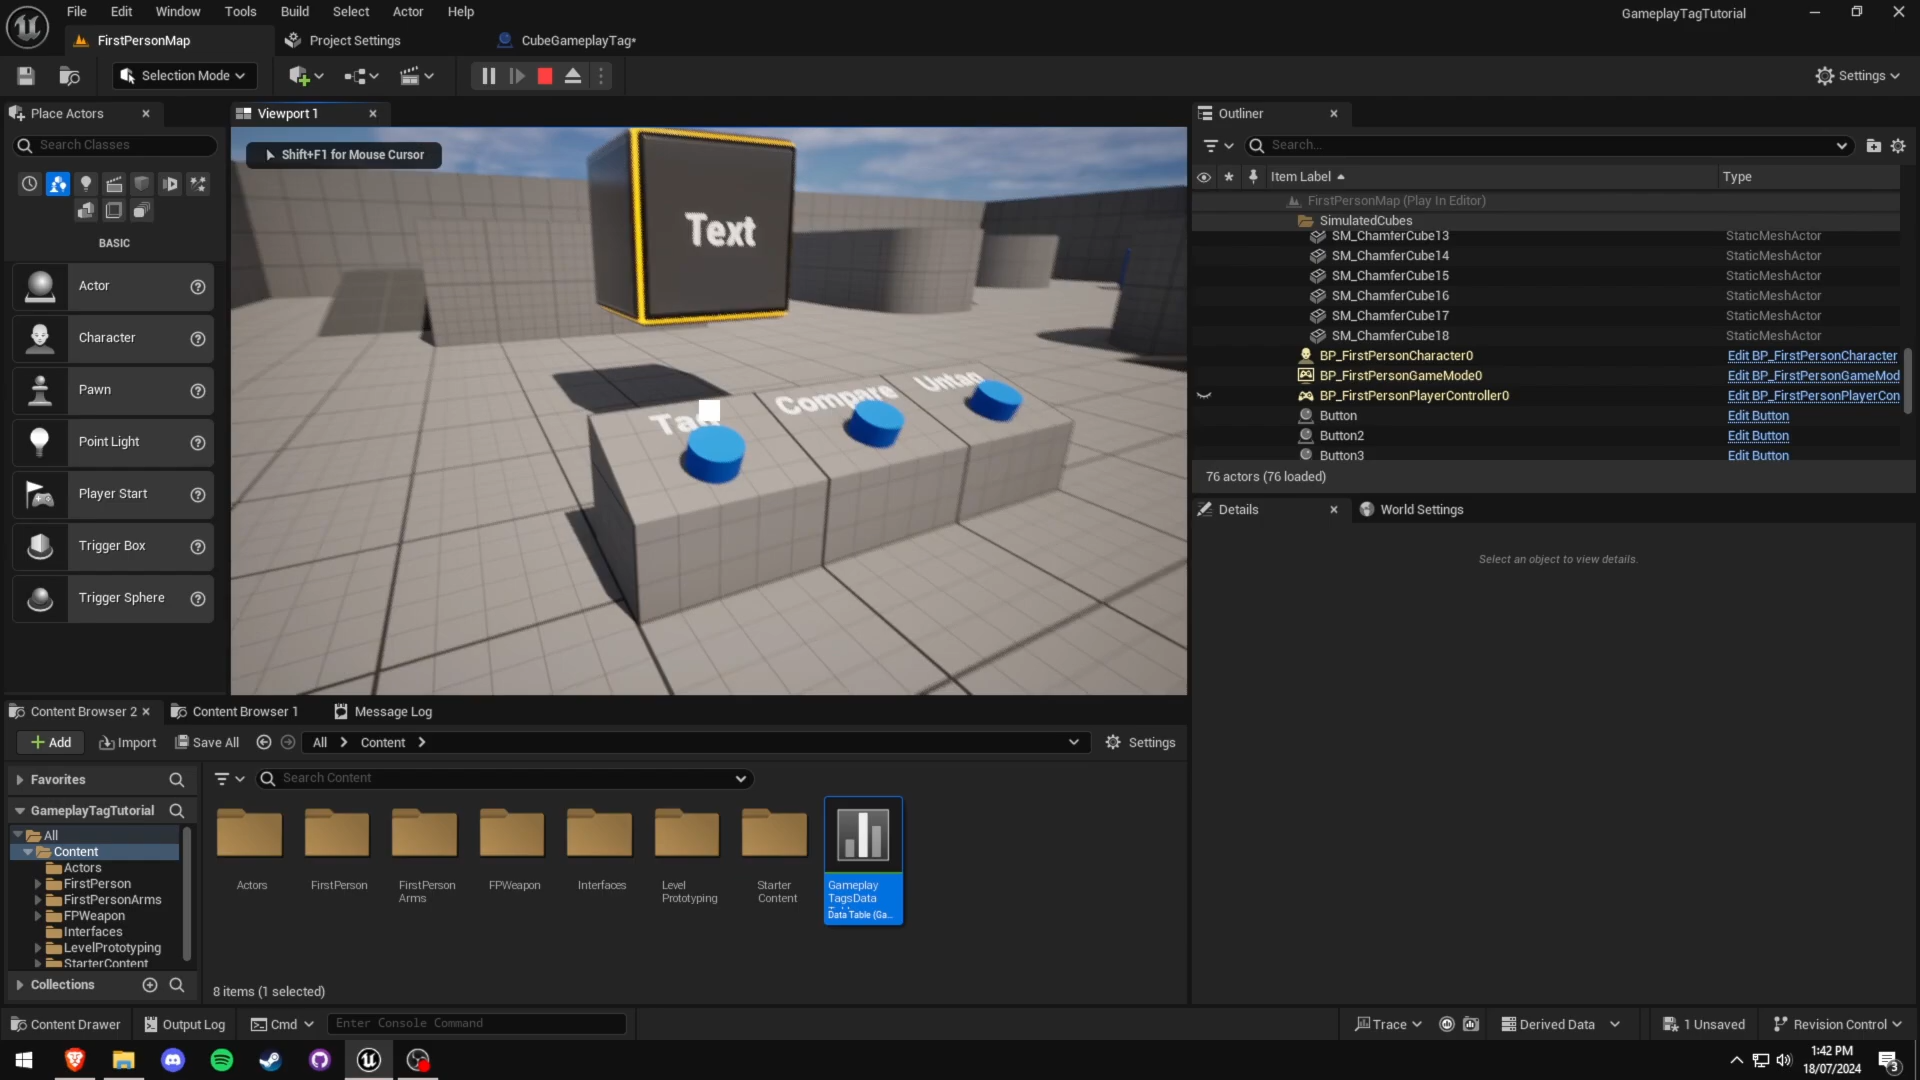 File Edit Window Tools Build Select Actor Help
GameplayTagTutorial
FirstPersonMap
Project Settings
CubeGameplayTag*
Selection Mode
Settings
Place Actors
Viewport 1
Outliner
Search Classes
Shift+F1 for Mouse Cursor
Search...
Item Label
Type
BASIC
Actor
Character
Pawn
Point Light
Player Start
Trigger Box
Trigger Sphere
Text
Tag
Compare
Untag
FirstPersonMap (Play In Editor)
SimulatedCubes
SM_ChamferCube13 StaticMeshActor
SM_ChamferCube14 StaticMeshActor
SM_ChamferCube15 StaticMeshActor
SM_ChamferCube16 StaticMeshActor
SM_ChamferCube17 StaticMeshActor
SM_ChamferCube18 StaticMeshActor
BP_FirstPersonCharacter0 Edit BP_FirstPersonCharacter
BP_FirstPersonGameMode0 Edit BP_FirstPersonGameMod
BP_FirstPersonPlayerController0 Edit BP_FirstPersonPlayerCon
Button Edit Button
Button2 Edit Button
Button3 Edit Button
76 actors (76 loaded)
Details
World Settings
Select an object to view details.
Content Browser 2
Content Browser 1
Message Log
Add
Import
Save All
All
Content
Settings
Favorites
Search Content
GameplayTagTutorial
All
Content
Actors
FirstPerson
FirstPersonArms
FPWeapon
Interfaces
LevelPrototyping
StarterContent
Collections
Actors
FirstPerson
FirstPerson
Arms
FPWeapon
Interfaces
Level
Prototyping
Starter
Content
Gameplay
TagsData
Data Table (Ga...
8 items (1 selected)
Content Drawer
Output Log
Cmd
Enter Console Command
Trace
Derived Data
1 Unsaved
Revision Control
1:42 PM
18/07/2024
3